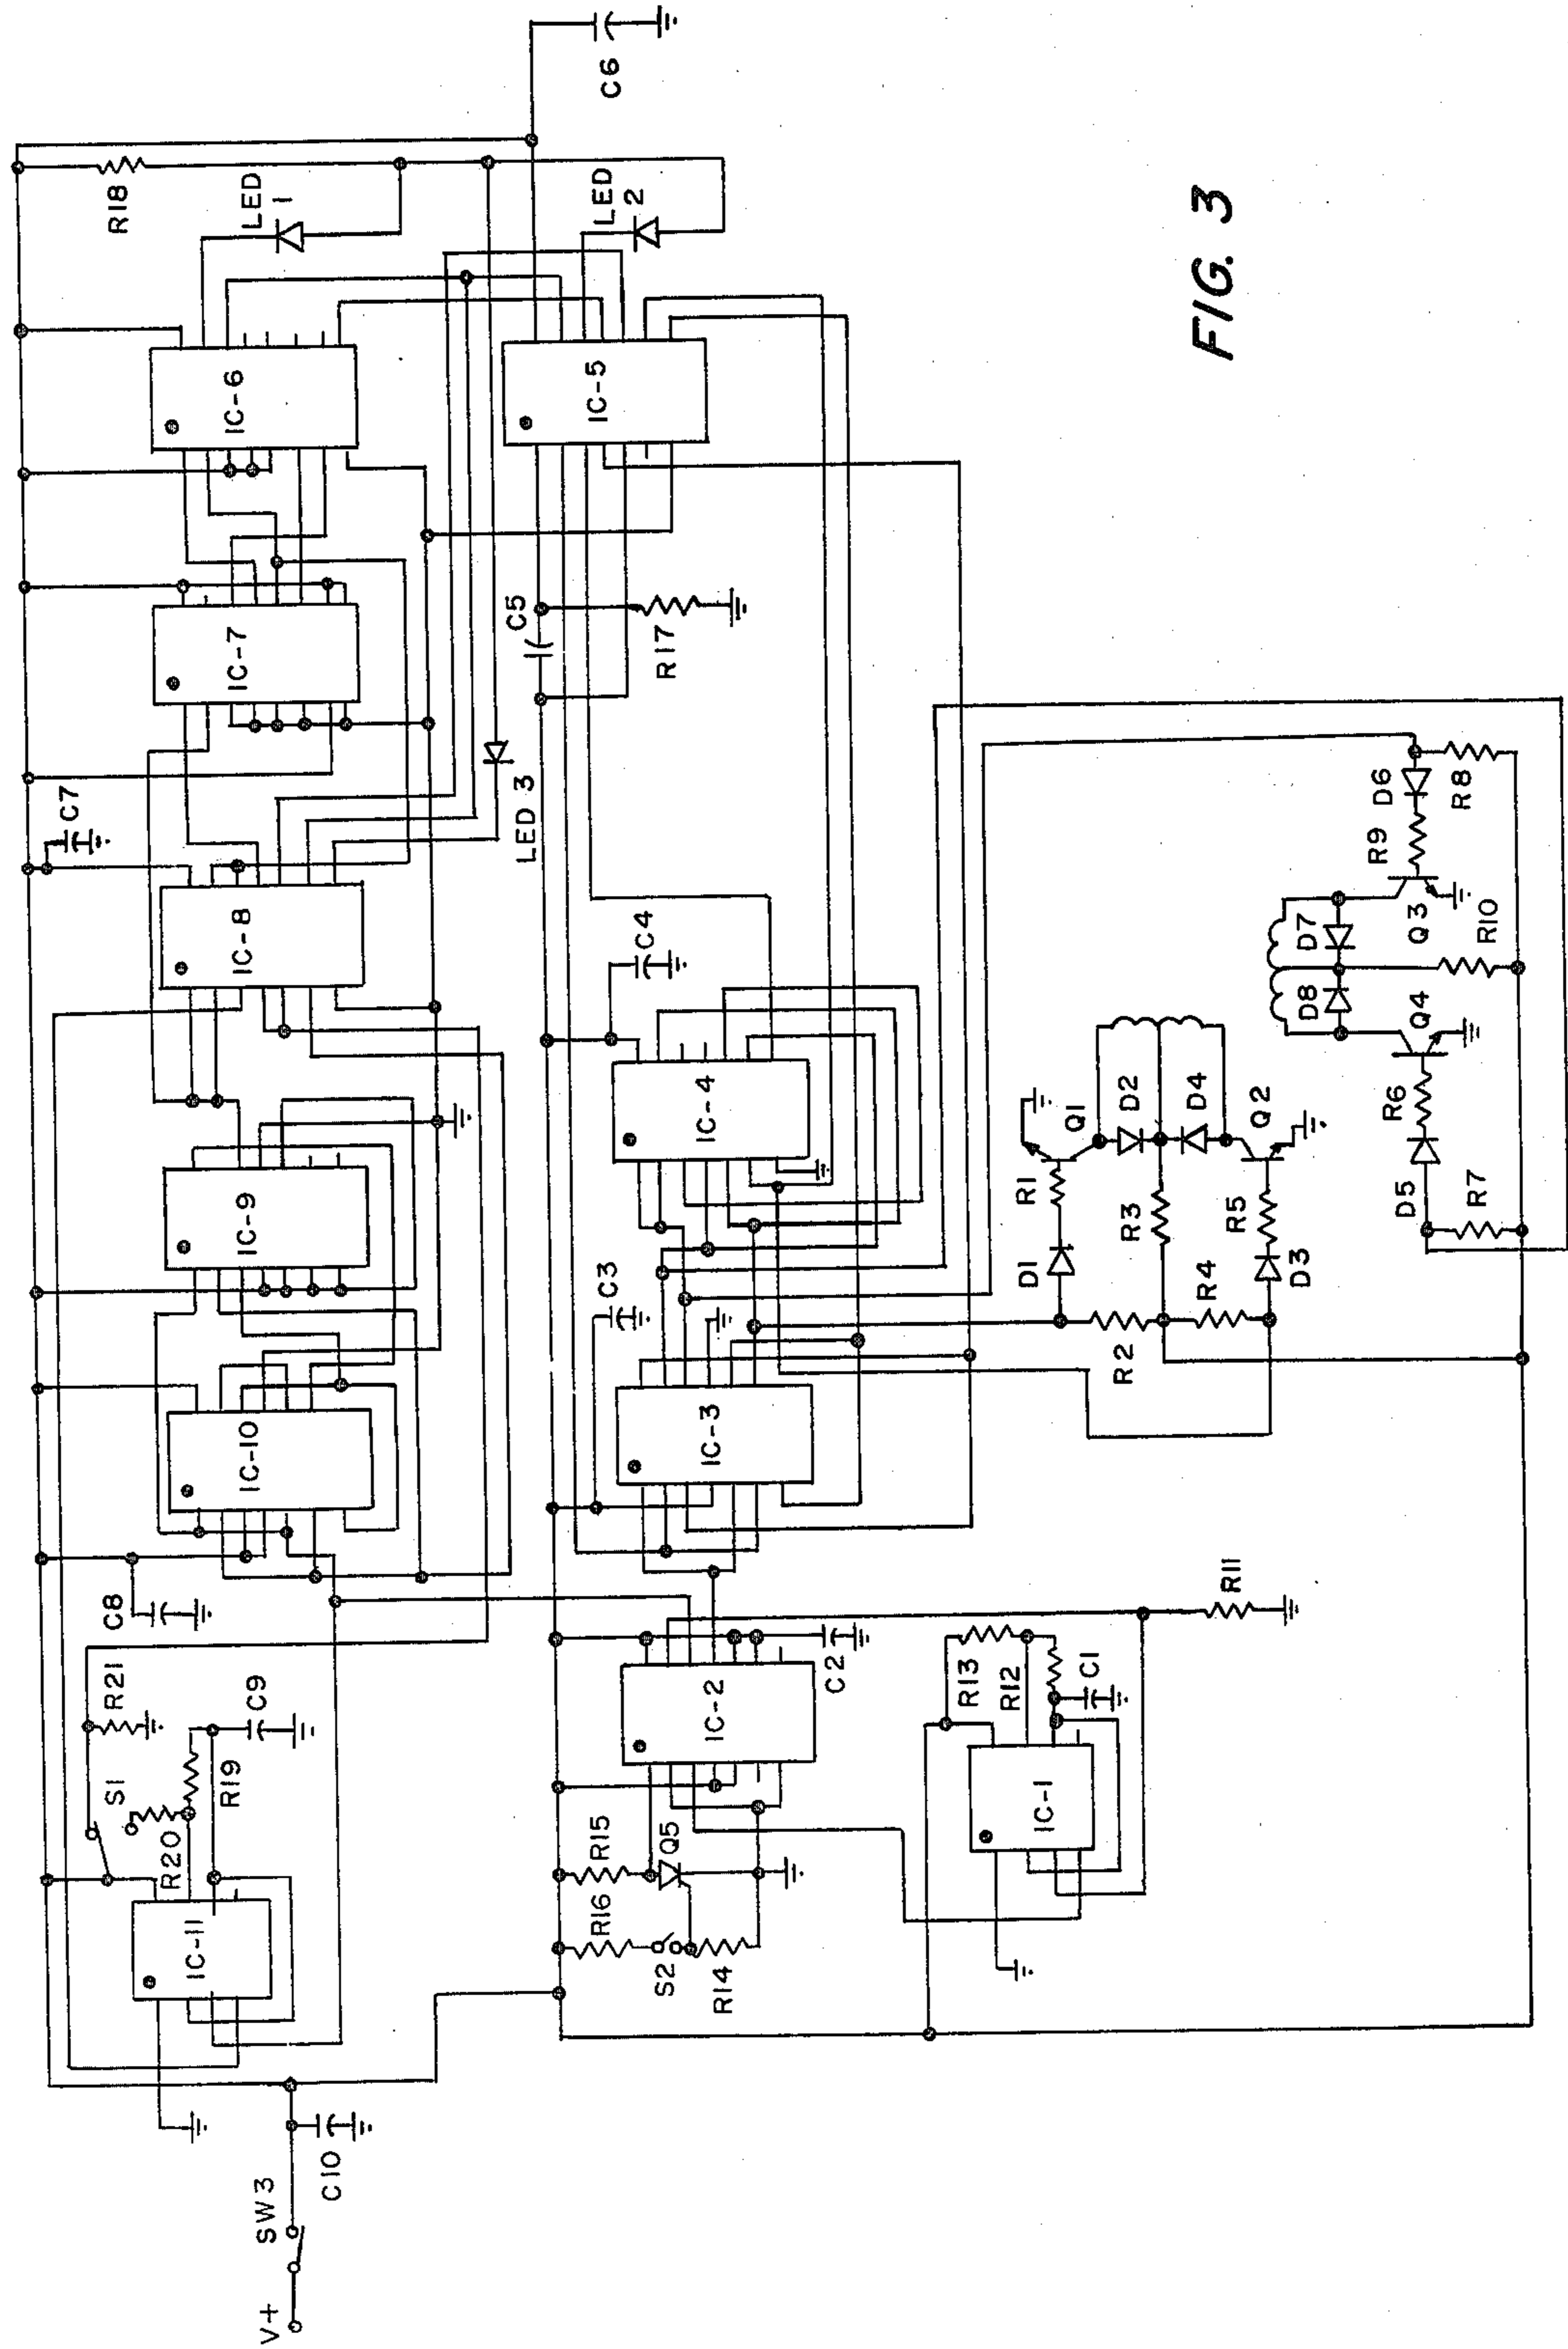 V+
SW3
C10
IC-11
R20
S1
R21
R19
C9
C8
IC-10
IC-9
IC-8
C7
IC-7
IC-6
R18
LED
1
LED 3
C5
R17
IC-5
LED
2
C6
R16
R15
S2
R14
Q5
IC-2
C2
IC-3
C3
IC-4
C4
IC-1
R13
R12
C1
R11
D1
R1
Q1
R2
R3
D2
R4
D4
R5
D3
Q2
D8
D7
Q4
Q3
R6
D5
R7
R10
R9
D6
R8
FIG. 3